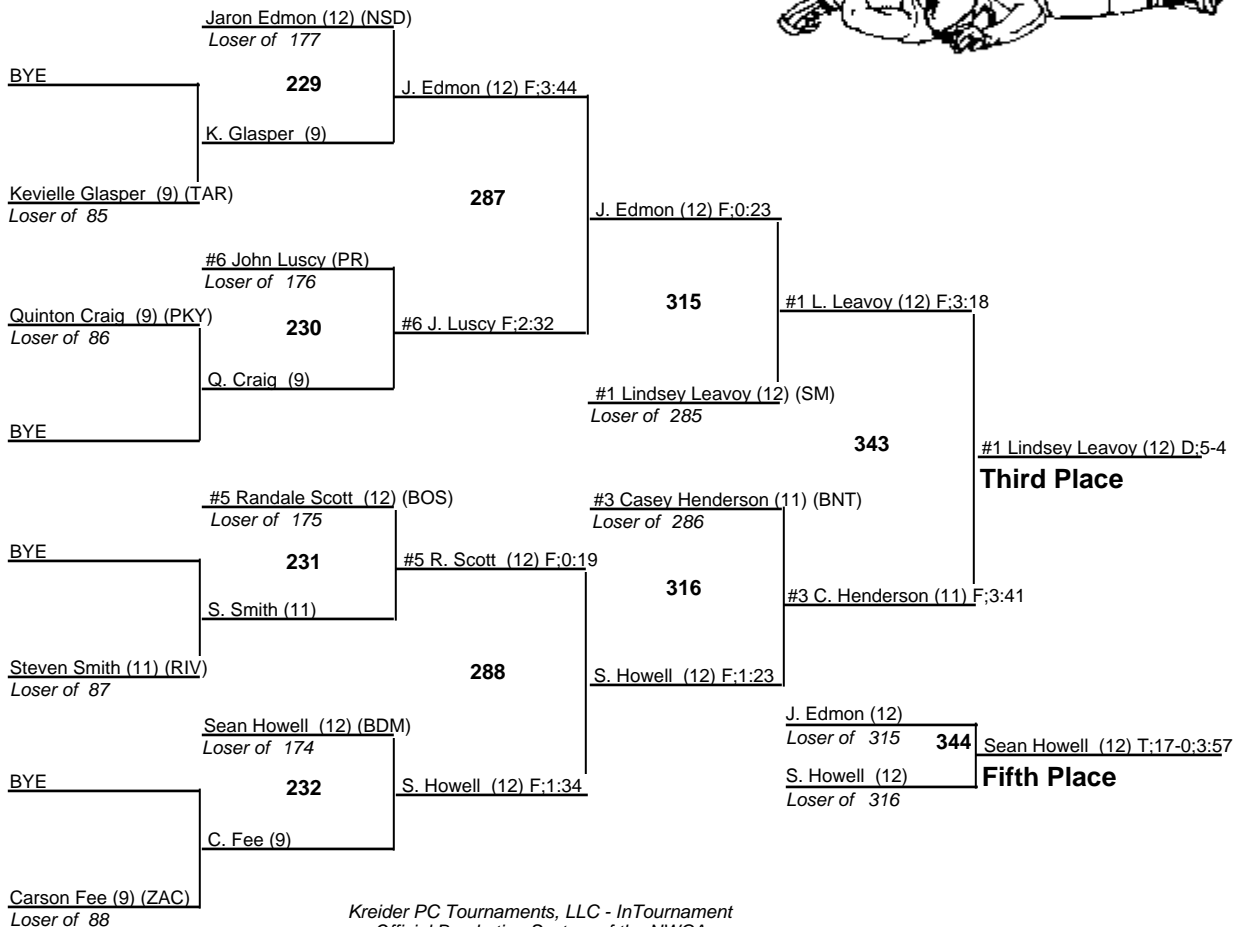 Jaron Edmon (12) (NSD)
Loser of 177
BYE
229
J. Edmon (12) F;3:44
K. Glasper (9)
Kevielle Glasper (9) (TAR)
Loser of 85
287
J. Edmon (12) F;0:23
#6 John Luscy (PR)
Loser of 176
Quinton Craig (9) (PKY)
Loser of 86
230
#6 J. Luscy F;2:32
315
#1 L. Leavoy (12) F;3:18
Q. Craig (9)
BYE
#1 Lindsey Leavoy (12) (SM)
Loser of 285
343
#1 Lindsey Leavoy (12) D;5-4
Third Place
#5 Randale Scott (12) (BOS)
Loser of 175
#3 Casey Henderson (11) (BNT)
Loser of 286
BYE
231
#5 R. Scott (12) F;0:19
316
#3 C. Henderson (11) F;3:41
S. Smith (11)
Steven Smith (11) (RIV)
Loser of 87
288
S. Howell (12) F;1:23
Sean Howell (12) (BDM)
Loser of 174
J. Edmon (12)
Loser of 315
344
Sean Howell (12) T;17-0;3:57
Fifth Place
S. Howell (12)
Loser of 316
BYE
232
S. Howell (12) F;1:34
C. Fee (9)
Carson Fee (9) (ZAC)
Loser of 88
Kreider PC Tournaments, LLC - InTournament